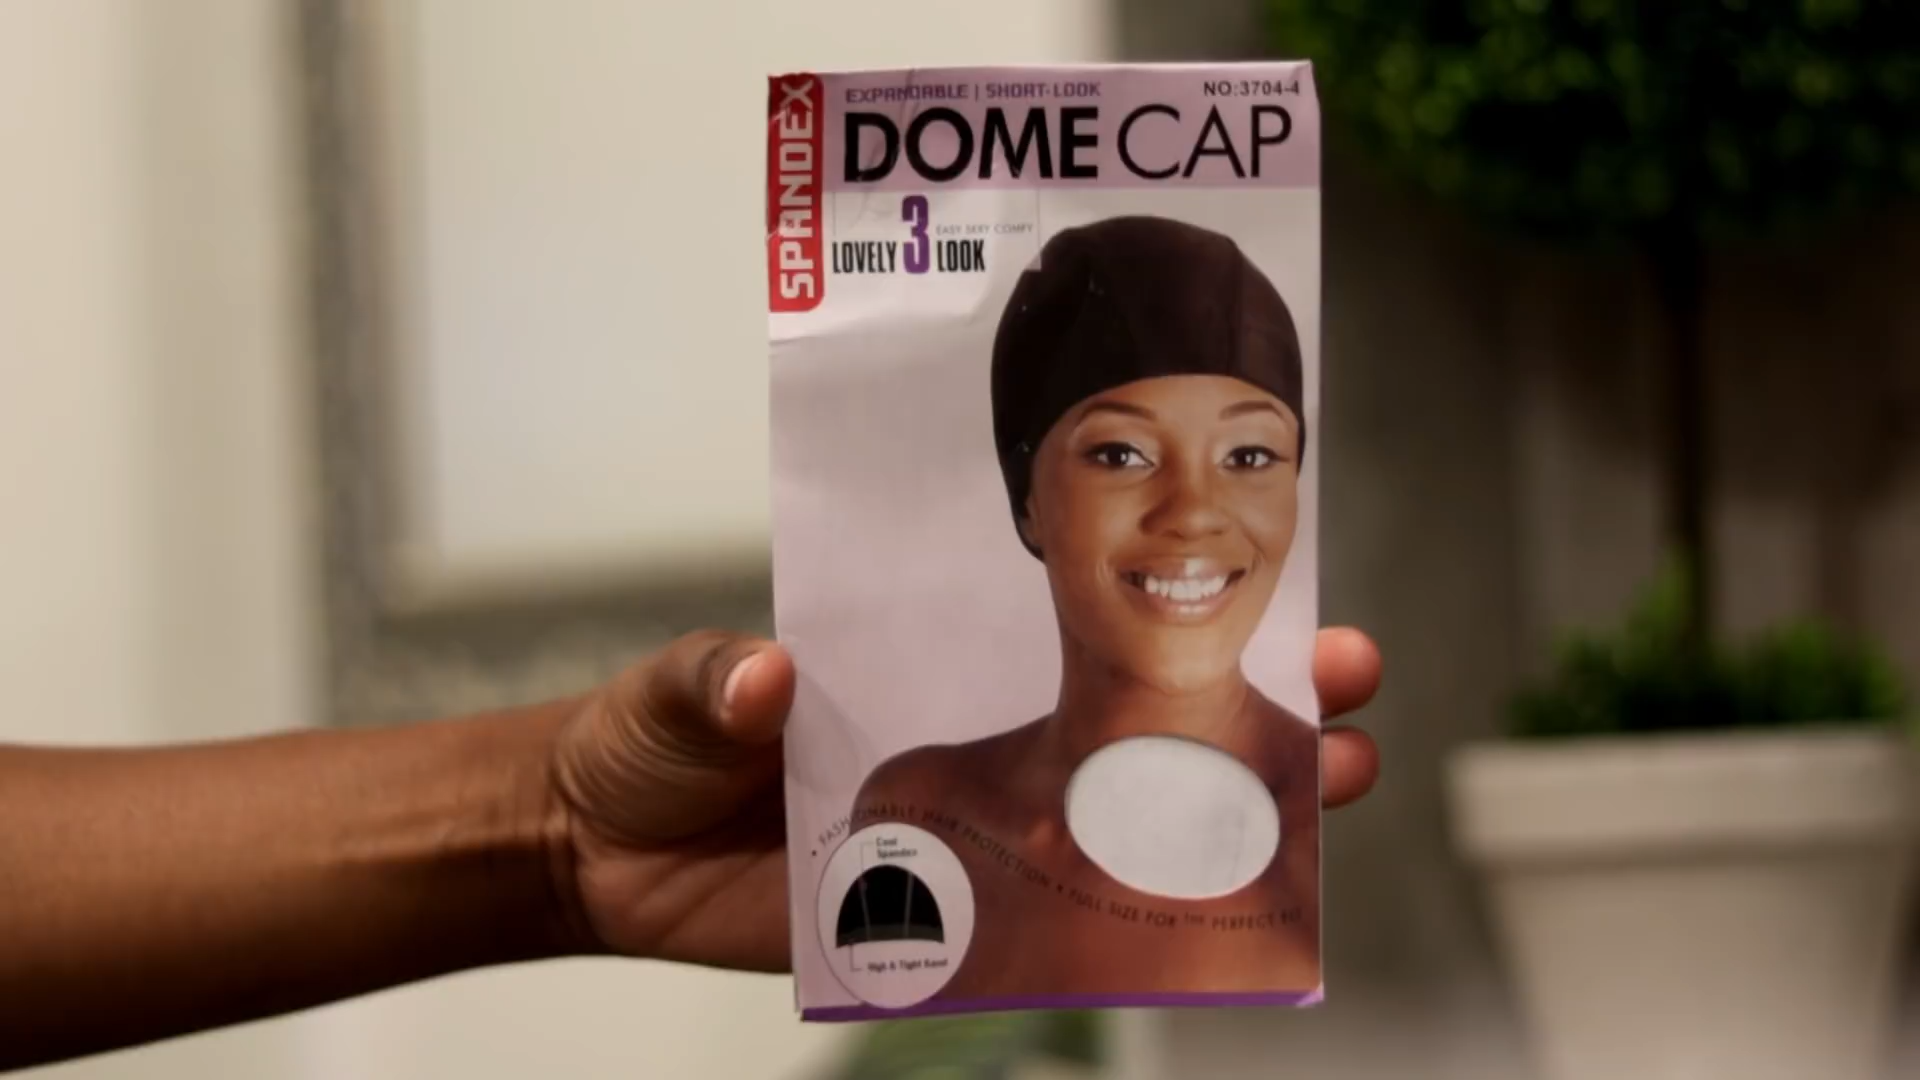 SPANDEX
EXPANDABLE | SHORT-LOOK
NO:3704-4
DOME CAP
EASY SEXY COMFY
LOVELY 3 LOOK
• FASHIONABLE HAIR PROTECTION • FULL SIZE FOR THE PERFECT FIT
Cool
Spandex
High & Tight Band